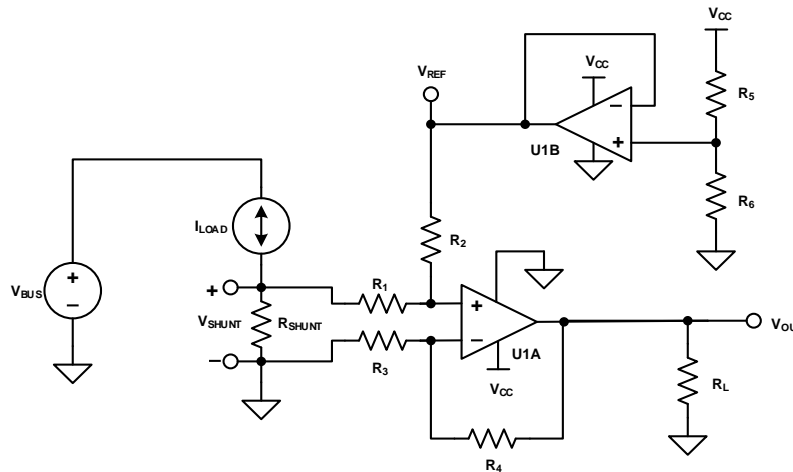 VCC
VREF
VCC
R5
−
+
U1B
R6
ILOAD
R2
R1
+
VBUS
+
−
+
VSHUNT
RSHUNT
−
+
−
U1A
VOU
R3
VCC
RL
R4